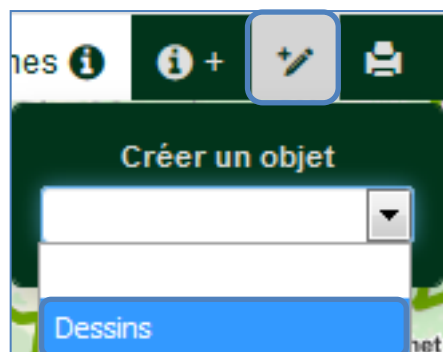 nes i i +
Créer un objet
Dessins
net